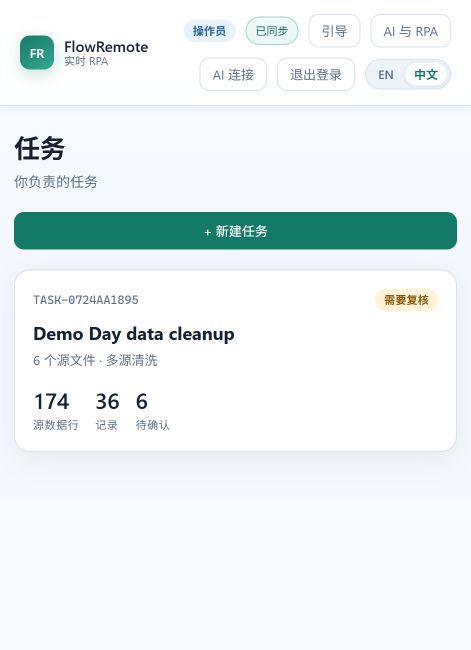 FR
FlowRemote
实时 RPA
操作员
已同步
引导
AI 与 RPA
AI 连接
退出登录
EN
中文
任务
你负责的任务
+ 新建任务
TASK-0724AA1895
需要复核
Demo Day data cleanup
6 个源文件 · 多源清洗
174 36 6
源数据行 记录 待确认